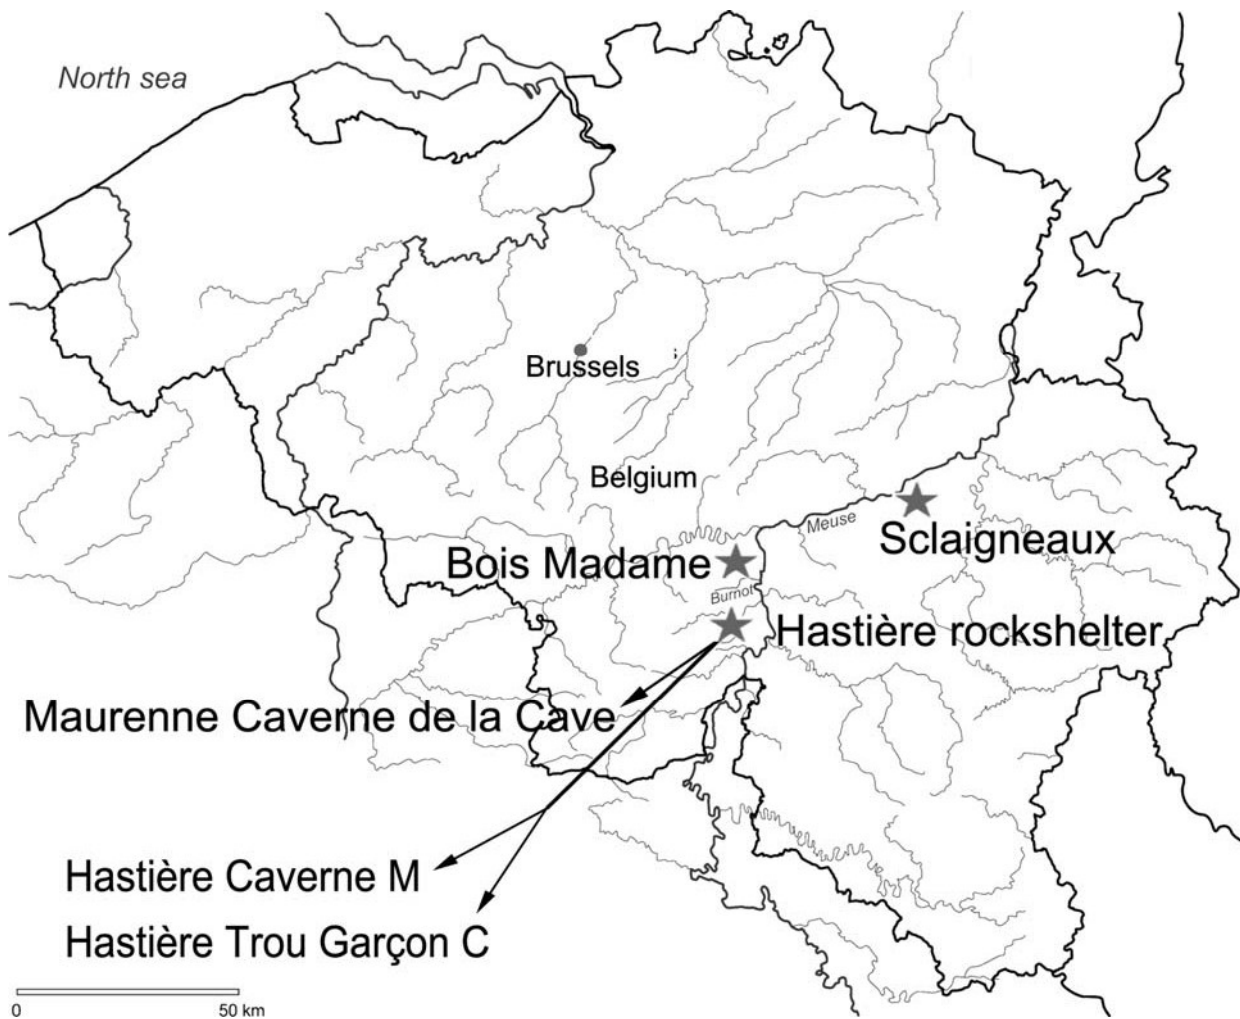 North sea
Brussels
Belgium
Meuse
Sclaigneaux
Bois Madame
Burnot
Hastière rockshelter
Maurenne Caverne de la Cave
Hastière Caverne M
Hastière Trou Garçon C
0 50 km